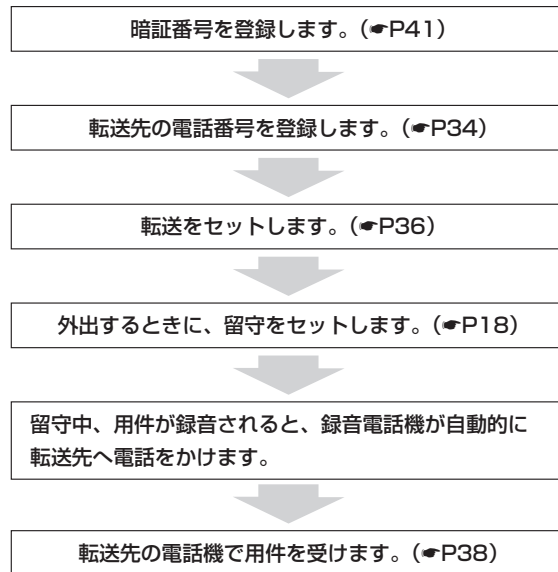 暗証番号を登録します。(☛P41)
転送先の電話番号を登録します。(☛P34)
転送をセットします。(☛P36)
外出するときに、留守をセットします。(☛P18)
留守中、用件が録音されると、録音電話機が自動的に
転送先へ電話をかけます。
転送先の電話機で用件を受けます。(☛P38)